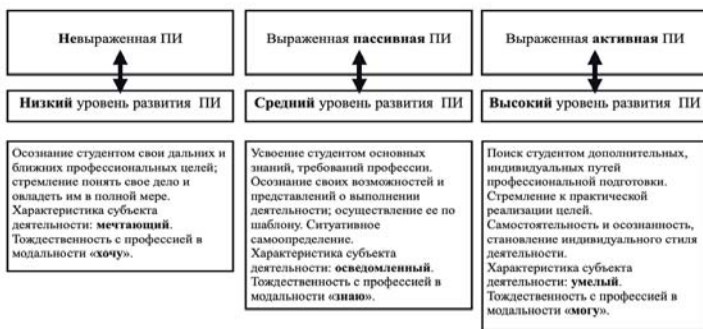 Невыраженная ПИ
Выраженная пассивная ПИ
Выраженная активная ПИ
Низкий уровень развития ПИ
Средний уровень развития ПИ
Высокий уровень развития ПИ
Осознание студентом свои дальних и
ближних профессиональных целей;
стремление понять свое дело и
овладеть им в полной мере.
Характеристика субъекта
деятельности: мечтающий.
Тождественность с профессией в
модальности «хочу».
Усвоение студентом основных
знаний, требований профессии.
Осознание своих возможностей и
представлений о выполнении
деятельности; осуществление ее по
шаблону. Ситуативное
самоопределение.
Характеристика субъекта
деятельности: осведомленный.
Тождественность с профессией в
модальности «знаю».
Поиск студентом дополнительных,
индивидуальных путей
профессиональной подготовки.
Стремление к практической
реализации целей.
Самостоятельность и осознанность,
становление индивидуального стиля
деятельности.
Характеристика субъекта
деятельности: умелый.
Тождественность с профессией в
модальности «могу».